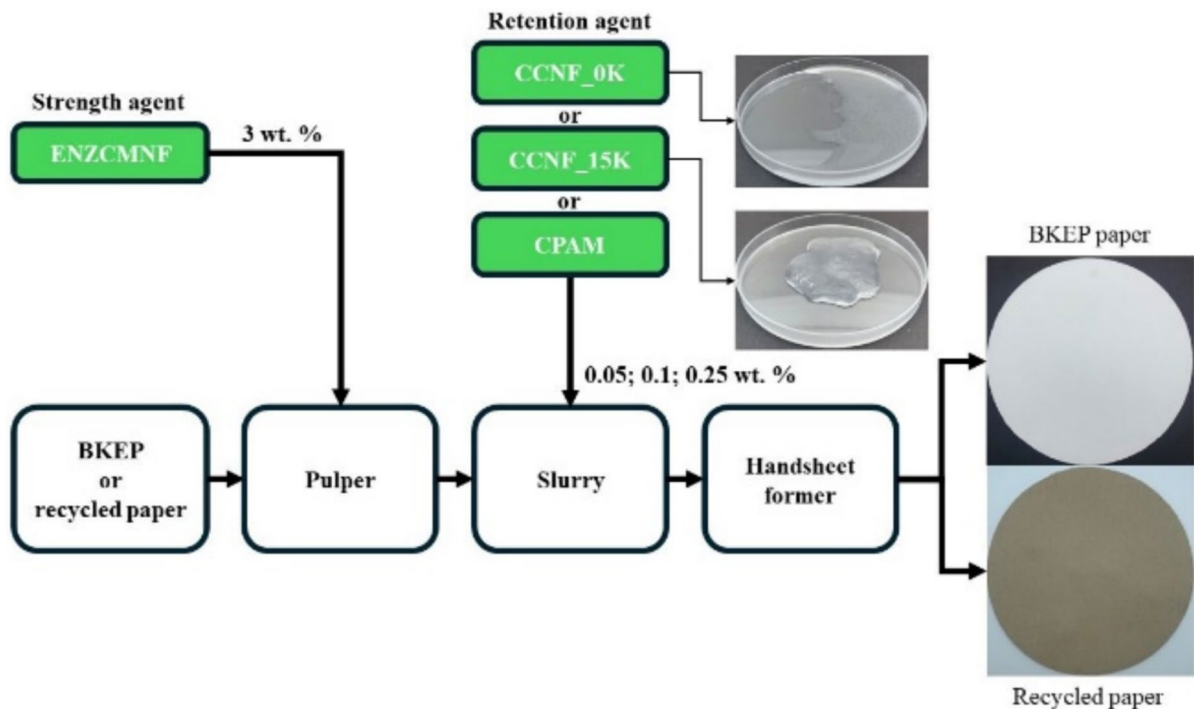 Retention agent
CCNF_0K
or
CCNF_15K
or
CPAM
Strength agent
ENZCMNF
3 wt. %
0.05; 0.1; 0.25 wt. %
BKEP
or
recycled paper
Pulper
Slurry
Handsheet
former
BKEP paper
Recycled paper